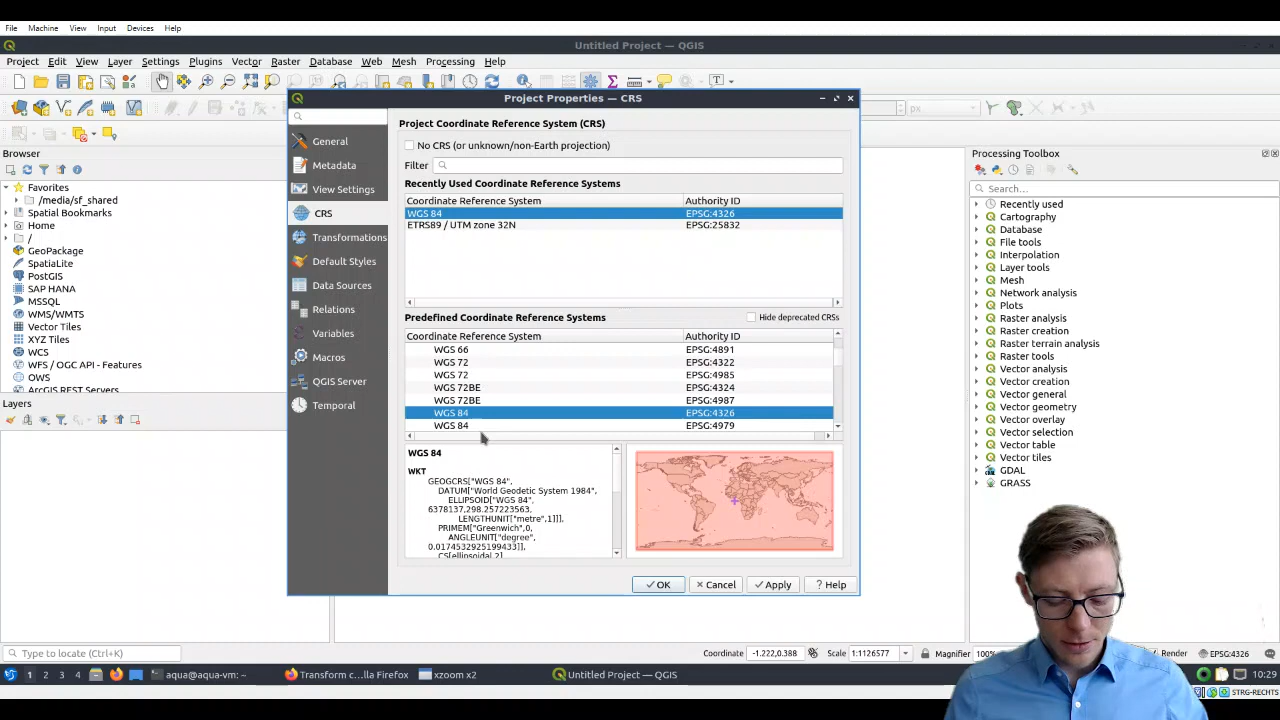 File Machine View Input Devices Help
Untitled Project — QGIS
Project Edit View Layer Settings Plugins Vector Raster Database Web Mesh Processing Help
px
Browser
Favorites
/media/sf_shared
Spatial Bookmarks
Home
/
GeoPackage
SpatiaLite
PostGIS
SAP HANA
MSSQL
WMS/WMTS
Vector Tiles
XYZ Tiles
WCS
WFS / OGC API - Features
OWS
ArcGIS REST Servers
Layers
Project Properties — CRS
General
Metadata
View Settings
CRS
Transformations
Default Styles
Data Sources
Relations
Variables
Macros
QGIS Server
Temporal
Project Coordinate Reference System (CRS)
No CRS (or unknown/non-Earth projection)
Filter
Recently Used Coordinate Reference Systems
Coordinate Reference System Authority ID
WGS 84 EPSG:4326
ETRS89 / UTM zone 32N EPSG:25832
Predefined Coordinate Reference Systems Hide deprecated CRSs
Coordinate Reference System Authority ID
WGS 66 EPSG:4891
WGS 72 EPSG:4322
WGS 72 EPSG:4985
WGS 72BE EPSG:4324
WGS 72BE EPSG:4987
WGS 84 EPSG:4326
WGS 84 EPSG:4979
WGS 84
WKT
GEOGCRS["WGS 84",
DATUM["World Geodetic System 1984",
ELLIPSOID["WGS 84",
6378137,298.257223563,
LENGTHUNIT["metre",1]]],
PRIMEM["Greenwich",0,
ANGLEUNIT["degree",
0.0174532925199433]],
CS[ellipsoidal,2],
OK Cancel Apply ? Help
Processing Toolbox
Search...
Recently used
Cartography
Database
File tools
Interpolation
Layer tools
Mesh
Network analysis
Plots
Raster analysis
Raster creation
Raster terrain analysis
Raster tools
Vector analysis
Vector creation
Vector general
Vector geometry
Vector overlay
Vector selection
Vector table
Vector tiles
GDAL
GRASS
Type to locate (Ctrl+K)
Coordinate -1.222,0.388 Scale 1:1126577 Magnifier 100% Render EPSG:4326
1 2 3 4 aqua@aqua-vm: ~ Transform c...lla Firefox xzoom x2 Untitled Project — QGIS 10:29
STRG-RECHTS